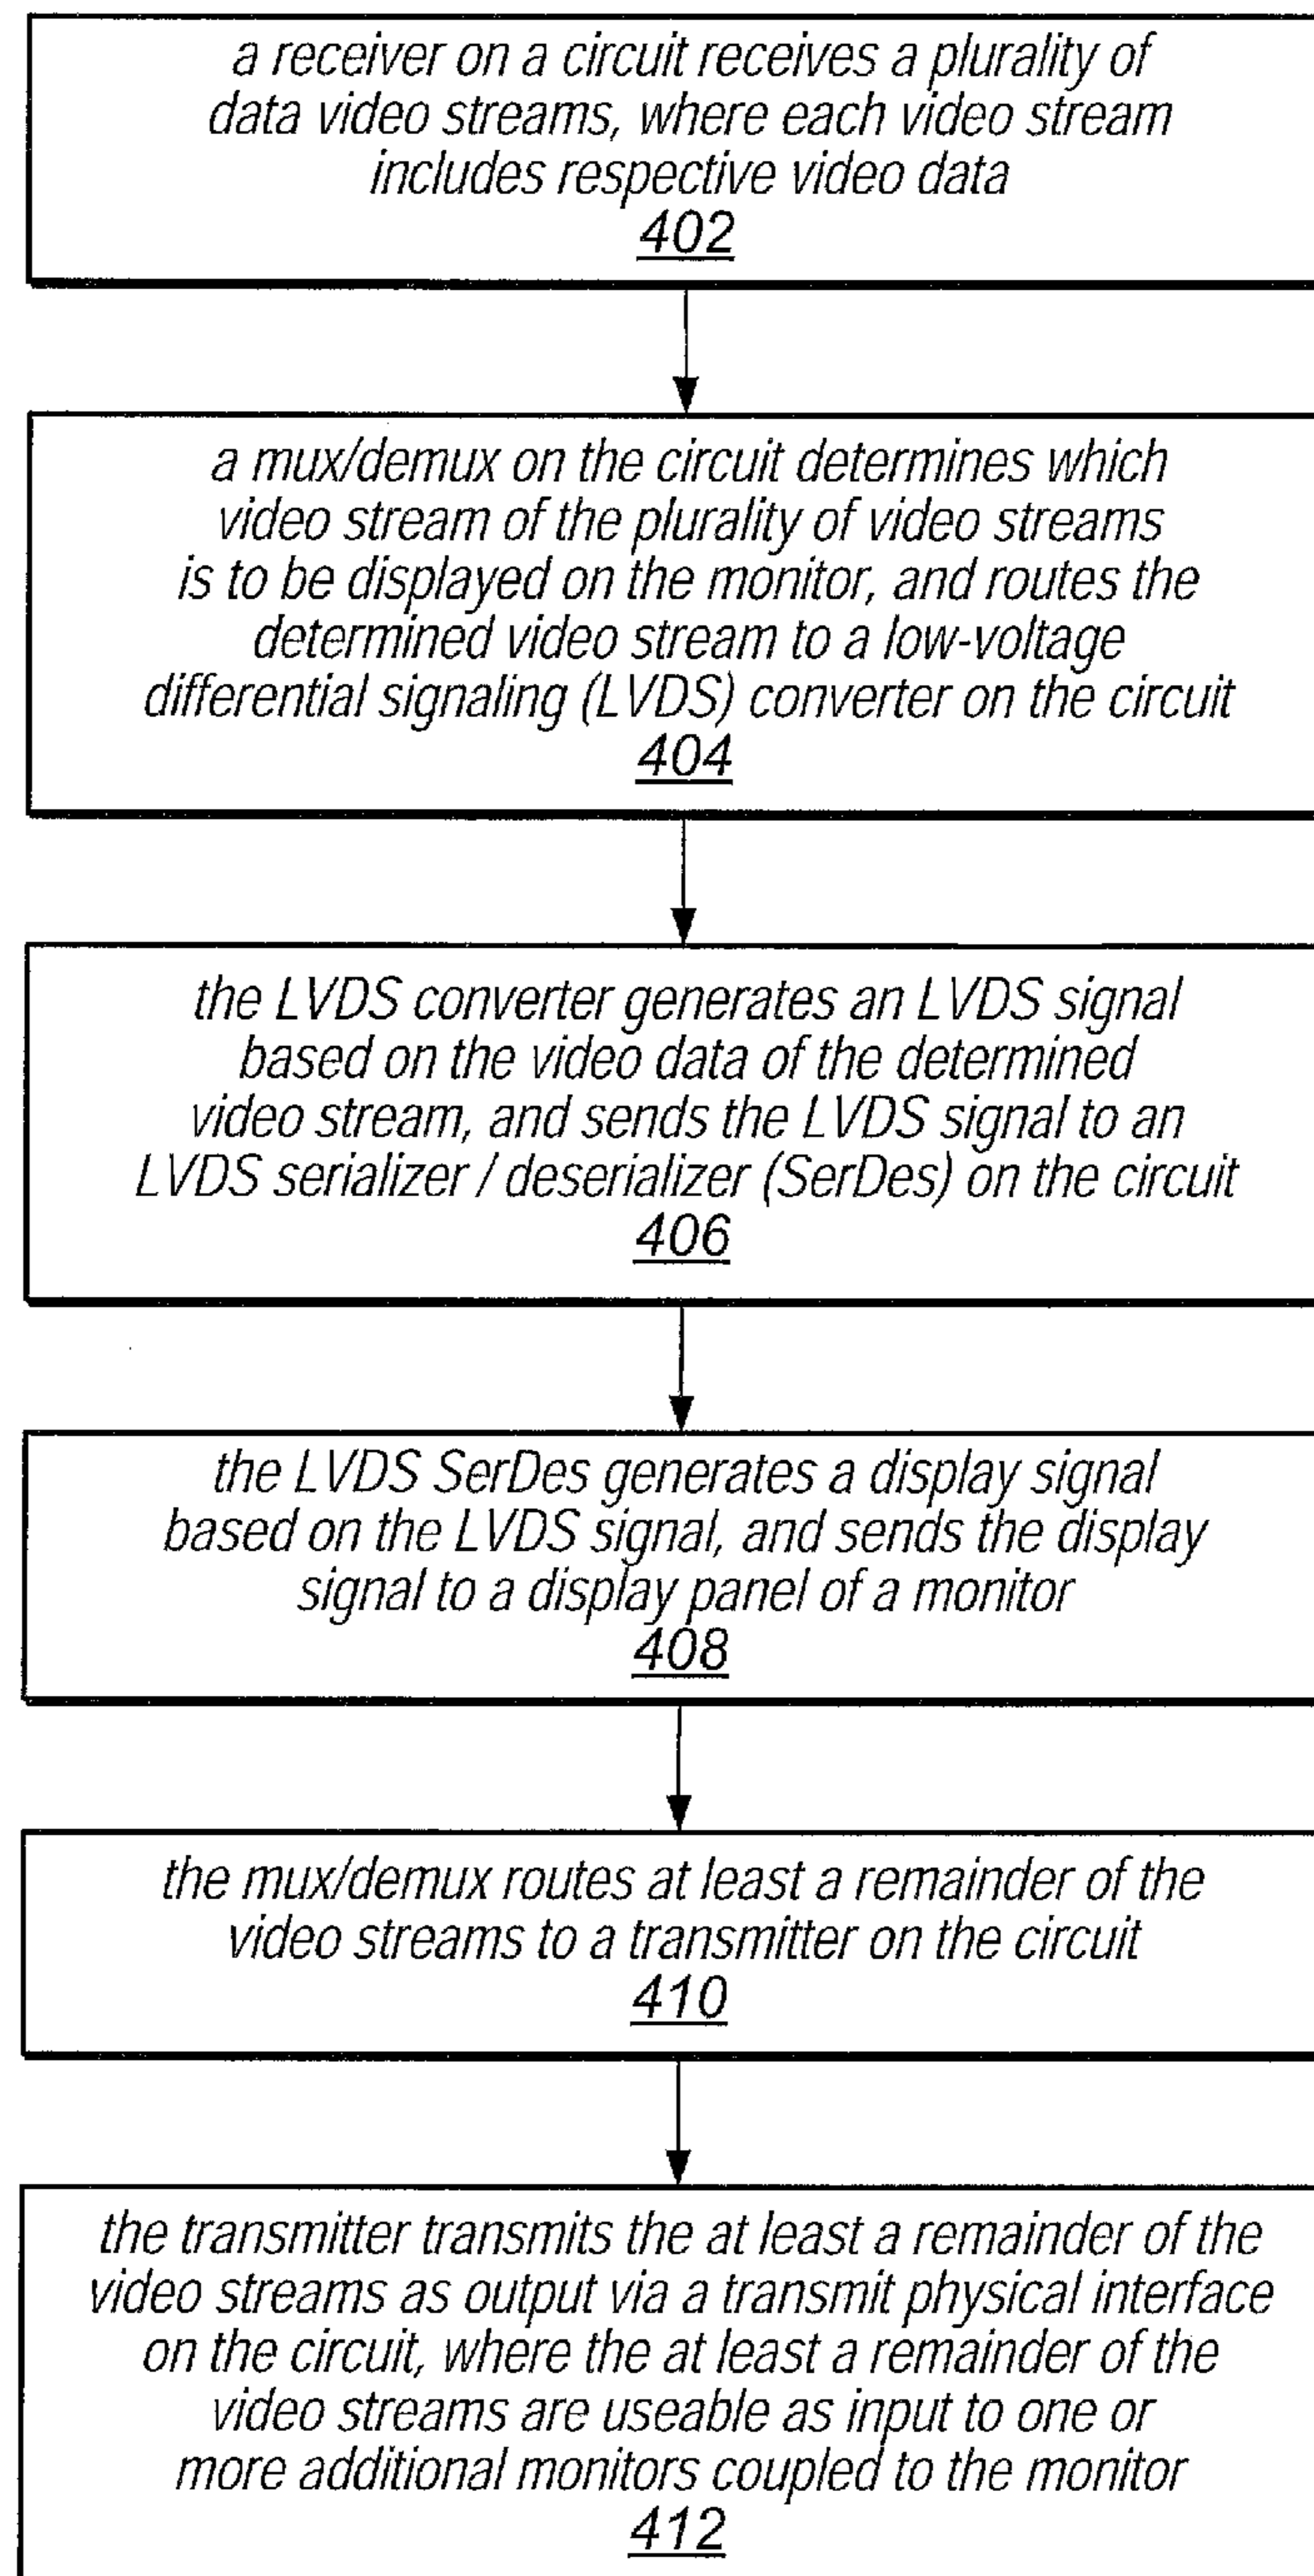 a receiver on a circuit receives a plurality of
data video streams, where each video stream
includes respective video data
402
a mux/demux on the circuit determines which
video stream of the plurality of video streams
is to be displayed on the monitor, and routes the
determined video stream to a low-voltage
differential signaling (LVDS) converter on the circuit
404
the LVDS converter generates an LVDS signal
based on the video data of the determined
video stream, and sends the LVDS signal to an
LVDS serializer / deserializer (SerDes) on the circuit
406
the LVDS SerDes generates a display signal
based on the LVDS signal, and sends the display
signal to a display panel of a monitor
408
the mux/demux routes at least a remainder of the
video streams to a transmitter on the circuit
410
the transmitter transmits the at least a remainder of the
video streams as output via a transmit physical interface
on the circuit, where the at least a remainder of the
video streams are useable as input to one or
more additional monitors coupled to the monitor
412